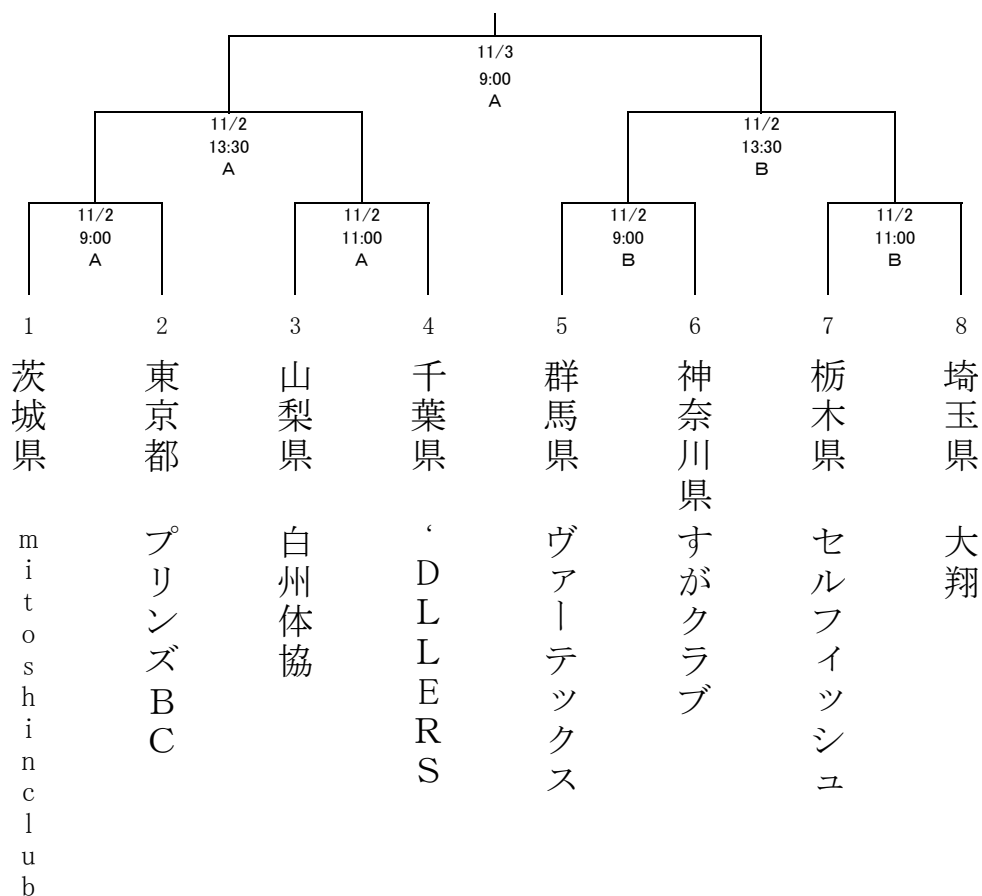 11/3
9:00
A
11/2
13:30
A
11/2
13:30
B
11/2
9:00
A
11/2
11:00
A
11/2
9:00
B
11/2
11:00
B
1
茨城県 mitoshinclub
2
東京都 プリンズBC
3
山梨県 白州体協
4
千葉県 ‘DLLERS
5
群馬県 ヴァーテックス
6
神奈川県 すがクラブ
7
栃木県 セルフィッシュ
8
埼玉県 大翔